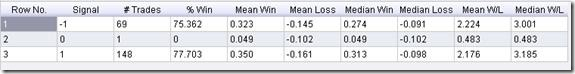 Row No. Signal # Trades % Win Mean Win Mean Loss Median Win Median Loss Mean W/L Median W/L
1 -1 69 75.362 0.323 -0.145 0.274 -0.091 2.224 3.001
2 0 1 0 0.049 -0.102 0.049 -0.102 0.483 0.483
3 1 148 77.703 0.350 -0.161 0.313 -0.098 2.176 3.185